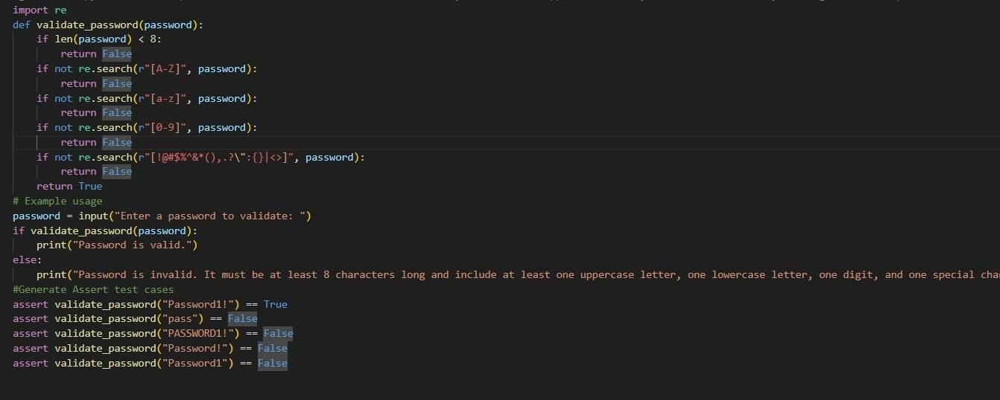 import re
def validate_password(password):
    if len(password) < 8:
        return False
    if not re.search(r"[A-Z]", password):
        return False
    if not re.search(r"[a-z]", password):
        return False
    if not re.search(r"[0-9]", password):
        return False
    if not re.search(r"[!@#$%^&*(),.?\":{}|<>]", password):
        return False
    return True
# Example usage
password = input("Enter a password to validate: ")
if validate_password(password):
    print("Password is valid.")
else:
    print("Password is invalid. It must be at least 8 characters long and include at least one uppercase letter, one lowercase letter, one digit, and one special
#Generate Assert test cases
assert validate_password("Password1!") == True
assert validate_password("pass") == False
assert validate_password("PASSWORD1!") == False
assert validate_password("Password!") == False
assert validate_password("Password1") == False